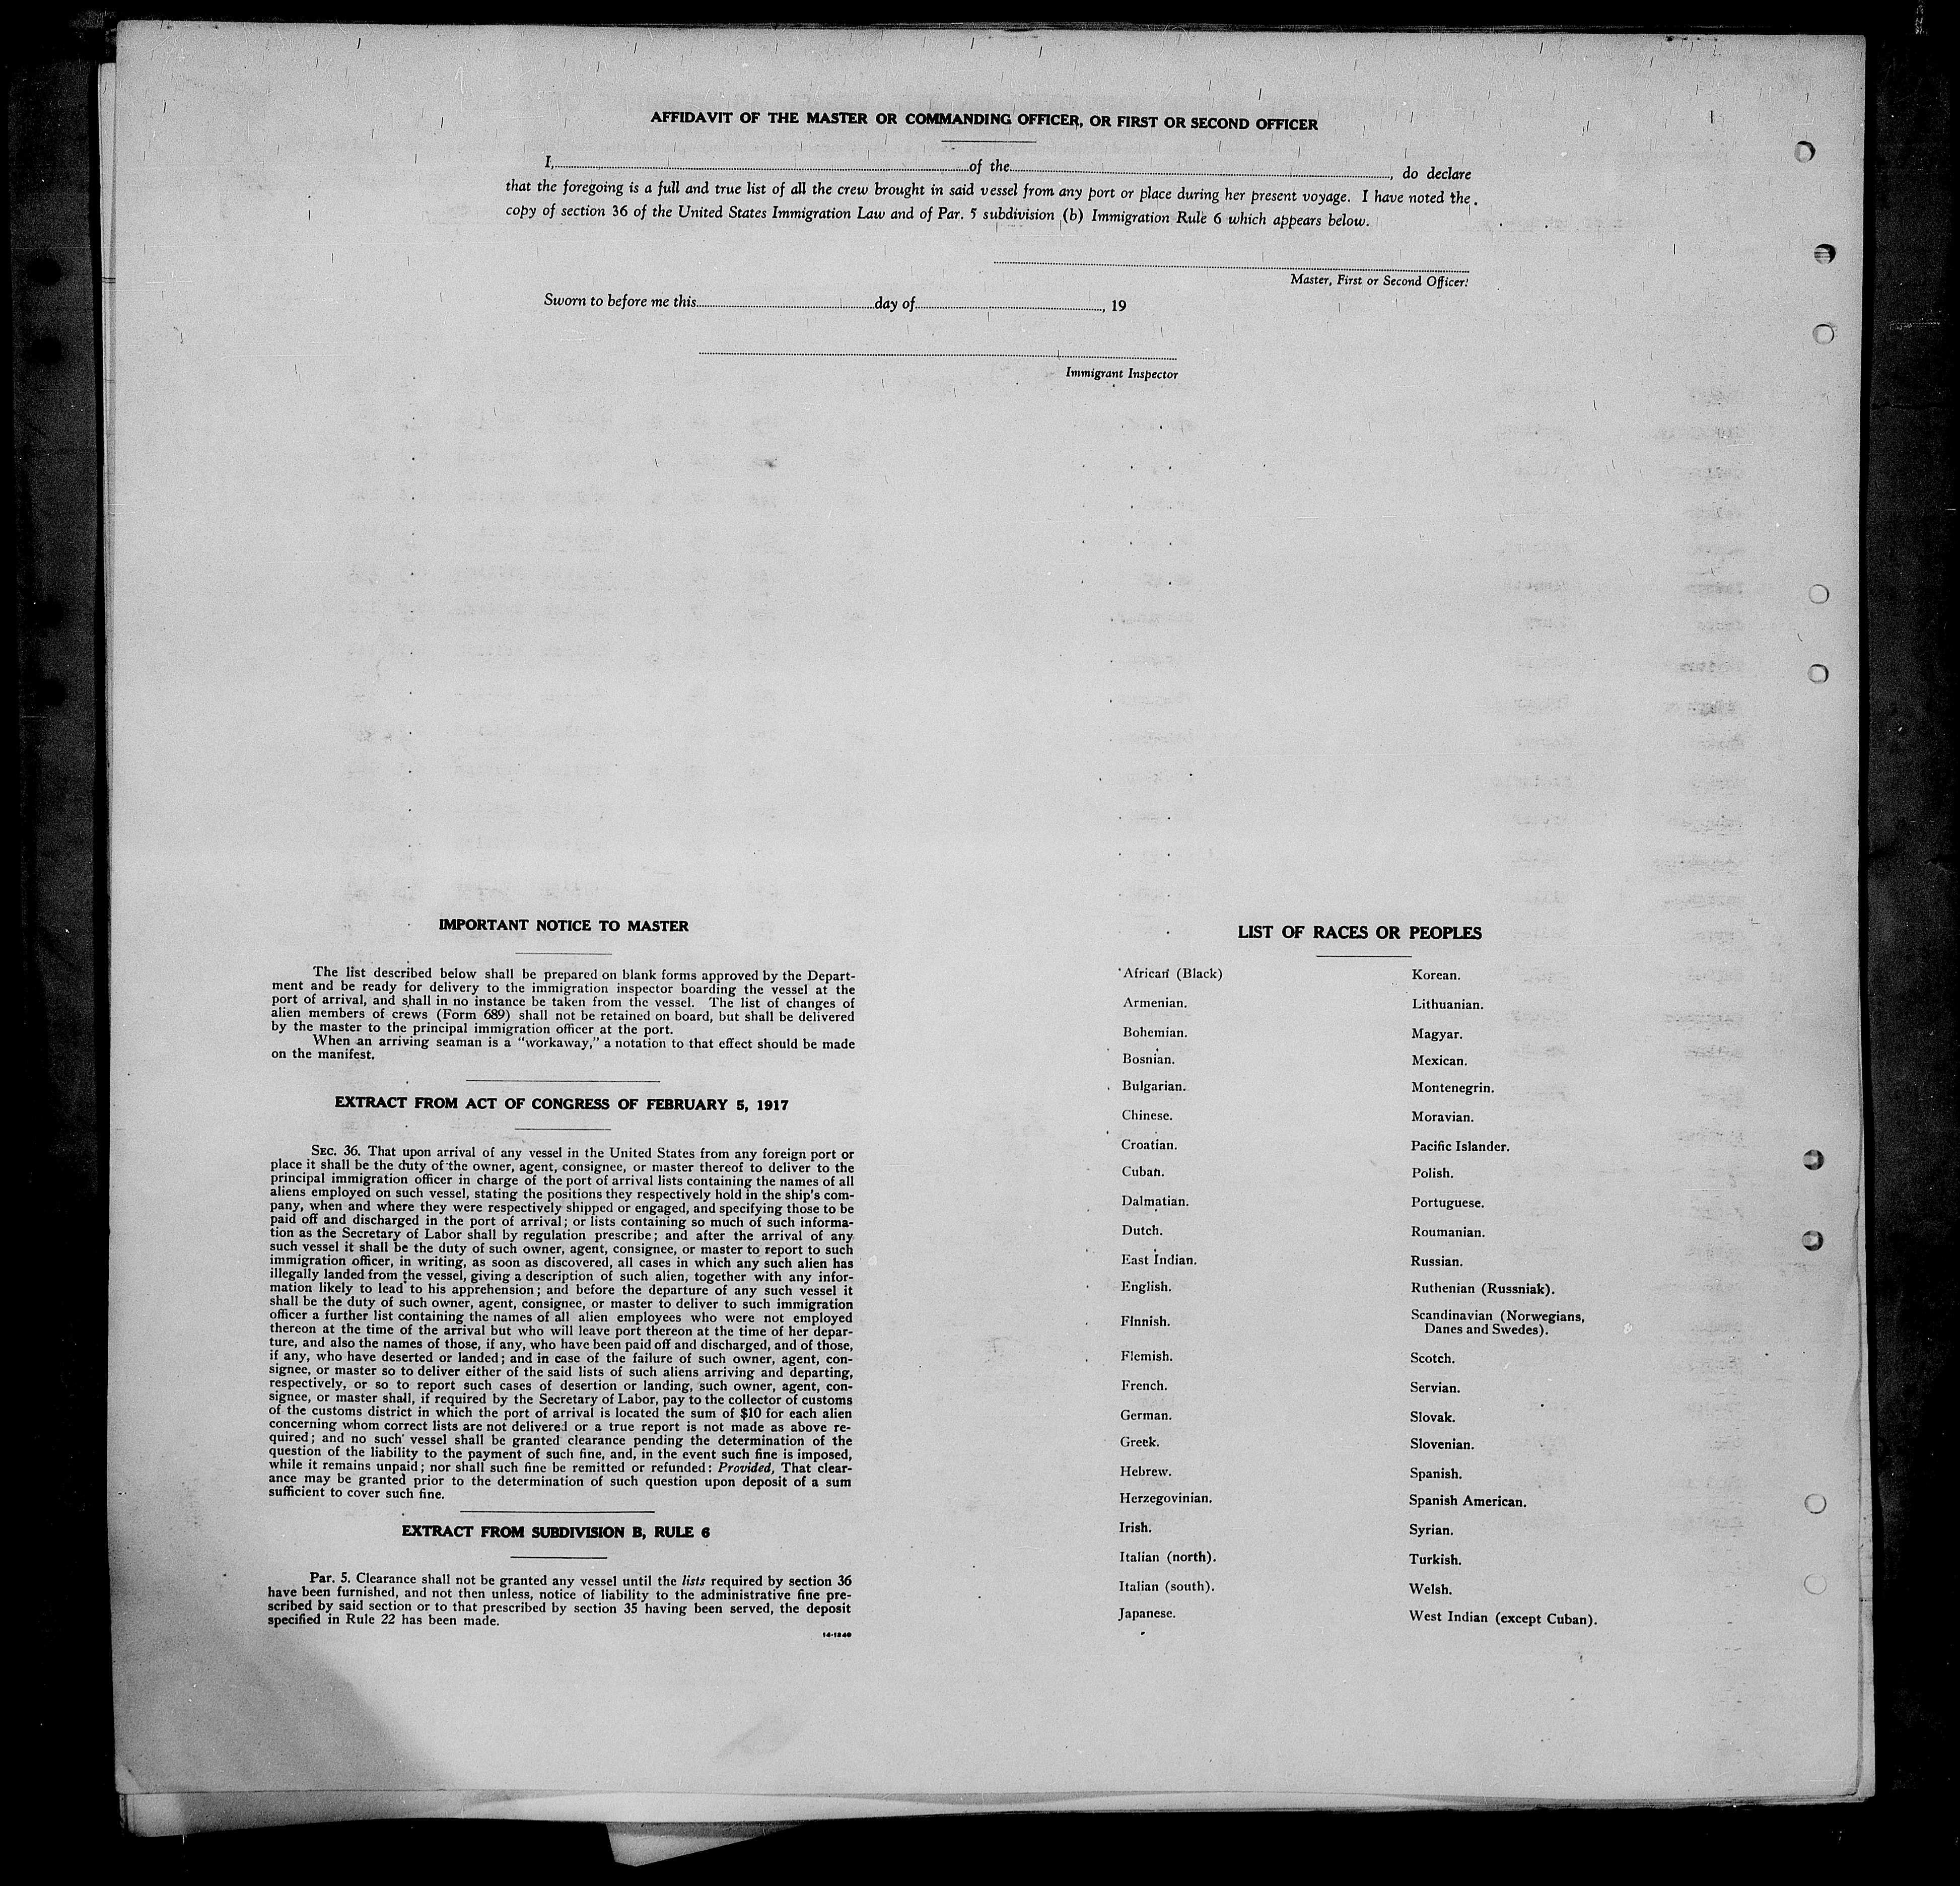 AFFIDAVIT OF THE MASTER OR COMMANDING OFFICER, OR FIRST OR SECOND OFFICER
I, of the , do declare
that the foregoing is a full and true list of all the crew brought in said vessel from any port or place during her present voyage. I have noted the
copy of section 36 of the United States Immigration Law and of Par. 5 subdivision (b) Immigration Rule 6 which appears below.
Master, First or Second Officer.
Sworn to before me this day of , 19
Immigrant Inspector
IMPORTANT NOTICE TO MASTER
The list described below shall be prepared on blank forms approved by the Depart-
ment and be ready for delivery to the immigration inspector boarding the vessel at the
port of arrival, and shall in no instance be taken from the vessel. The list of changes of
alien members of crews (Form 689) shall not be retained on board, but shall be delivered
by the master to the principal immigration officer at the port.
When an arriving seaman is a "workaway," a notation to that effect should be made
on the manifest.
EXTRACT FROM ACT OF CONGRESS OF FEBRUARY 5, 1917
SEC. 36. That upon arrival of any vessel in the United States from any foreign port or
place it shall be the duty of the owner, agent, consignee, or master thereof to deliver to the
principal immigration officer in charge of the port of arrival lists containing the names of all
aliens employed on such vessel, stating the positions they respectively hold in the ship's com-
pany, when and where they were respectively shipped or engaged, and specifying those to be
paid off and discharged in the port of arrival; or lists containing so much of such informa-
tion as the Secretary of Labor shall by regulation prescribe; and after the arrival of any
such vessel it shall be the duty of such owner, agent, consignee, or master to report to such
immigration officer, in writing, as soon as discovered, all cases in which any such alien has
illegally landed from the vessel, giving a description of such alien, together with any infor-
mation likely to lead to his apprehension; and before the departure of any such vessel it
shall be the duty of such owner, agent, consignee, or master to deliver to such immigration
officer a further list containing the names of all alien employees who were not employed
thereon at the time of the arrival but who will leave port thereon at the time of her depar-
ture, and also the names of those, if any, who have been paid off and discharged, and of those,
if any, who have deserted or landed; and in case of the failure of such owner, agent, con-
signee, or master so to deliver either of the said lists of such aliens arriving and departing,
respectively, or so to report such cases of desertion or landing, such owner, agent, con-
signee, or master shall, if required by the Secretary of Labor, pay to the collector of customs
of the customs district in which the port of arrival is located the sum of $10 for each alien
concerning whom correct lists are not delivered or a true report is not made as above re-
quired; and no such vessel shall be granted clearance pending the determination of the
question of the liability to the payment of such fine, and, in the event such fine is imposed,
while it remains unpaid; nor shall such fine be remitted or refunded: Provided, That clear-
ance may be granted prior to the determination of such question upon deposit of a sum
sufficient to cover such fine.
EXTRACT FROM SUBDIVISION B, RULE 6
Par. 5. Clearance shall not be granted any vessel until the lists required by section 36
have been furnished, and not then unless, notice of liability to the administrative fine pre-
scribed by said section or to that prescribed by section 35 having been served, the deposit
specified in Rule 22 has been made.
14-1240
LIST OF RACES OR PEOPLES
African (Black)
Armenian.
Bohemian.
Bosnian.
Bulgarian.
Chinese.
Croatian.
Cuban.
Dalmatian.
Dutch.
East Indian.
English.
Finnish.
Flemish.
French.
German.
Greek.
Hebrew.
Herzegovinian.
Irish.
Italian (north).
Italian (south).
Japanese.
Korean.
Lithuanian.
Magyar.
Mexican.
Montenegrin.
Moravian.
Pacific Islander.
Polish.
Portuguese.
Roumanian.
Russian.
Ruthenian (Russniak).
Scandinavian (Norwegians,
Danes and Swedes).
Scotch.
Servian.
Slovak.
Slovenian.
Spanish.
Spanish American.
Syrian.
Turkish.
Welsh.
West Indian (except Cuban).